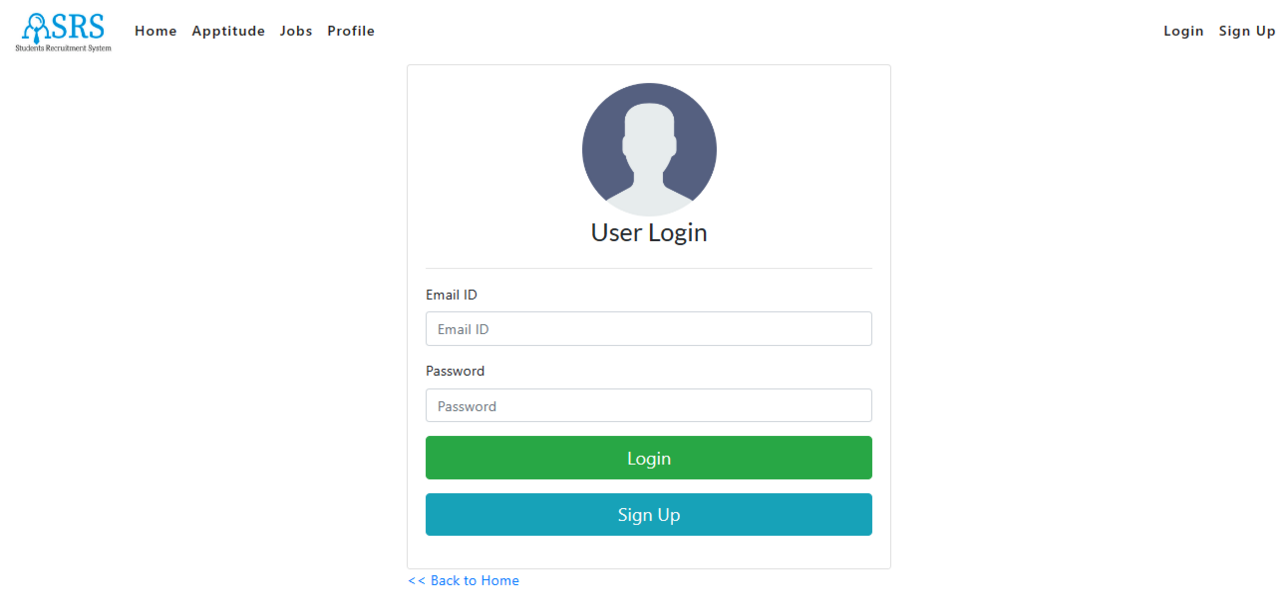 SRS
Students Recruitment System
Home Apptitude Jobs Profile
Login Sign Up
User Login
Email ID
Email ID
Password
Password
Login
Sign Up
<< Back to Home